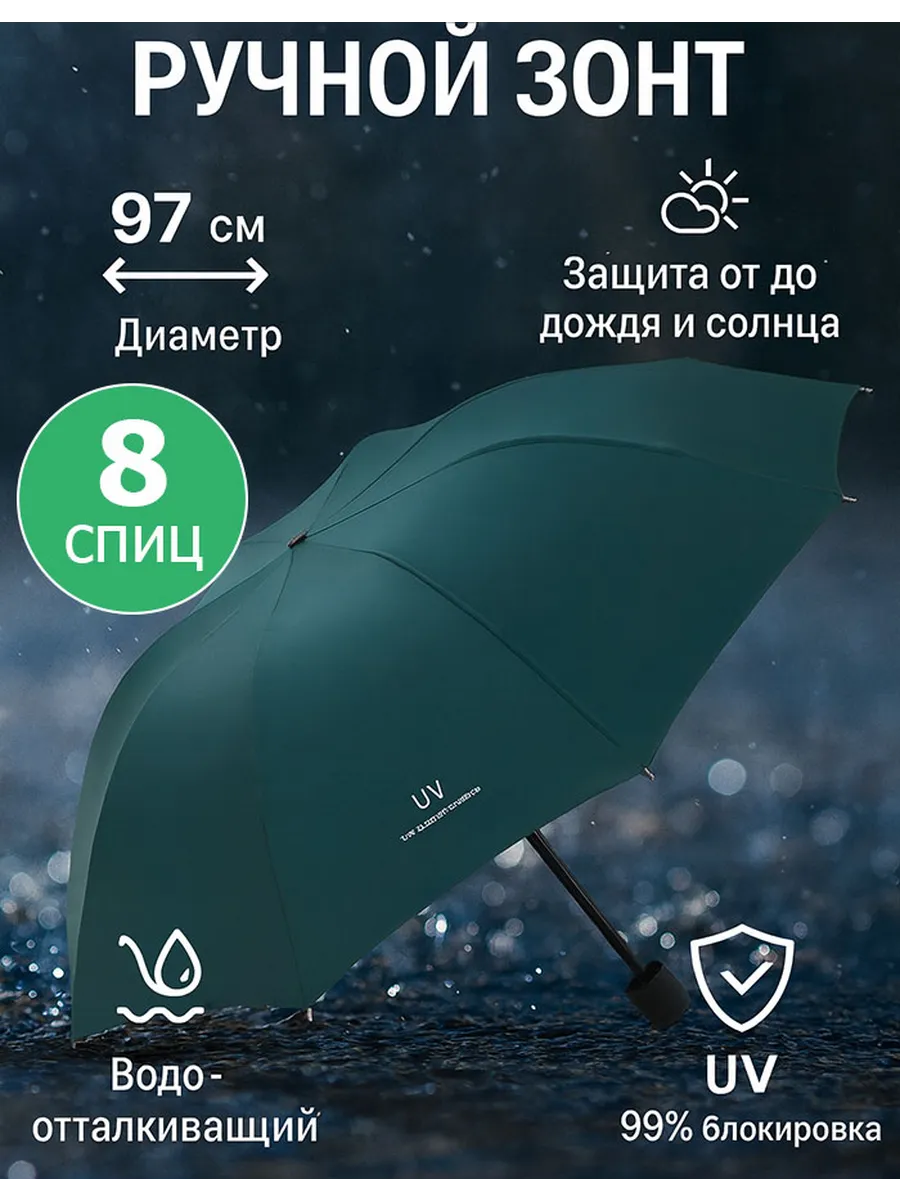 РУЧНОЙ ЗОНТ
97 см
Диаметр
Защита от до
дождя и солнца
8
СПИЦ
UV
Водо-
отталкиващий
UV
99% блокировка